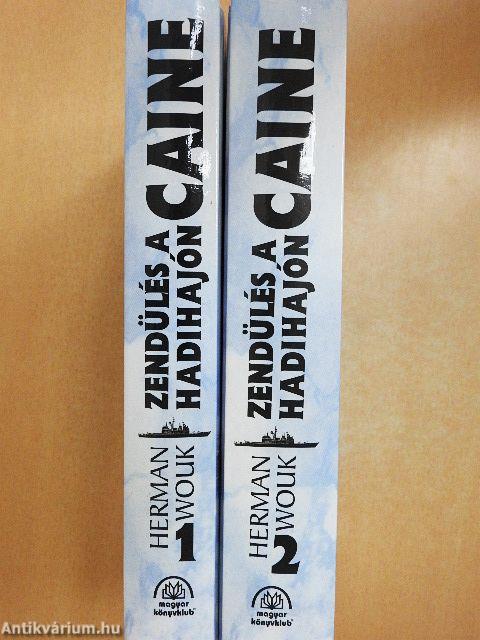 HERMAN
WOUK
1
ZENDÜLÉS A
HADIHAJÓN
CAINE
magyar
könyvklub
HERMAN
WOUK
2
ZENDÜLÉS A
HADIHAJÓN
CAINE
magyar
könyvklub
Antikvárium.hu